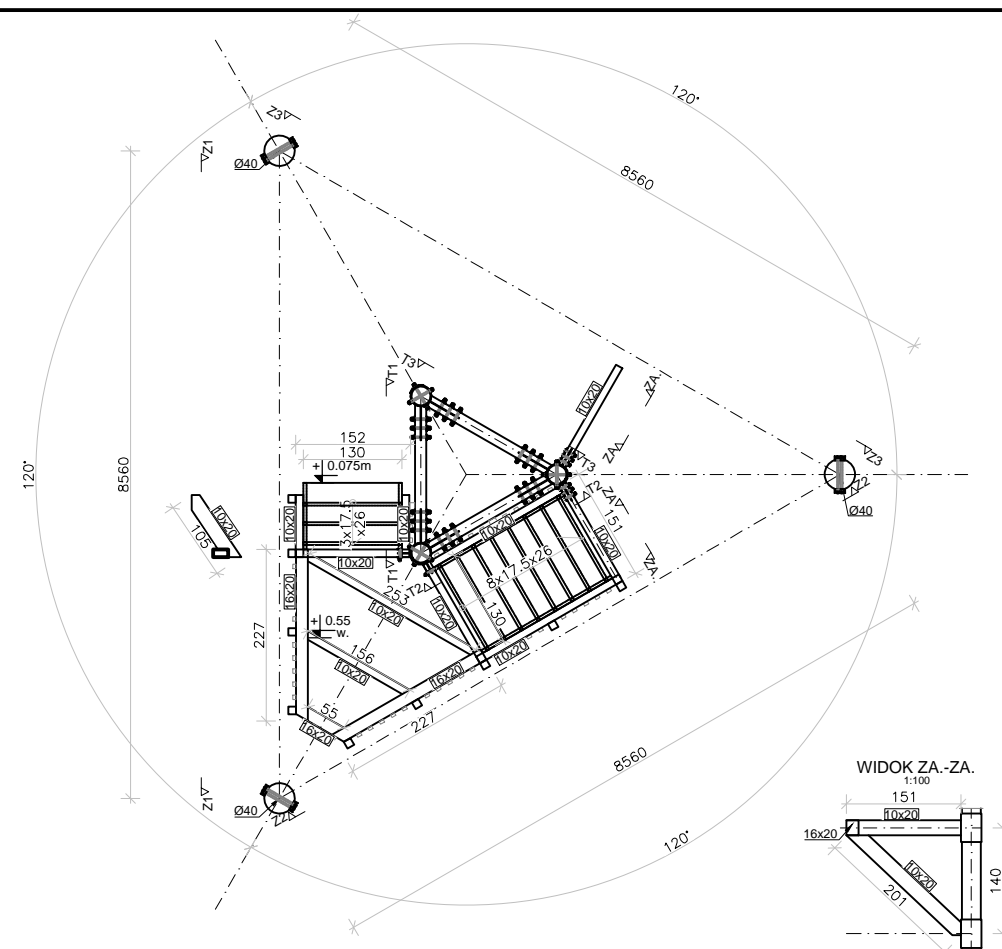 120°
Z3
Z1
Ø40
8560
8560
120°
T3
T1
10x20
ZA.
152
130
+ 0.075m
T3
ZA
Z3
Z2
Ø40
105
10x20
10x20
3x17.5
x26
10x20
10x20
T2
ZA
151
10x20
8x17.5x26
130
10x20
T1
T2
10x20
ZA.
16x20
253
10x20
227
+ 0.55
w.
156
10x20
16x20
10x20
55
16x20
227
8560
Z1
Ø40
Z2
120°
WIDOK ZA.-ZA.
1:100
151
10x20
16x20
10x20
201
140